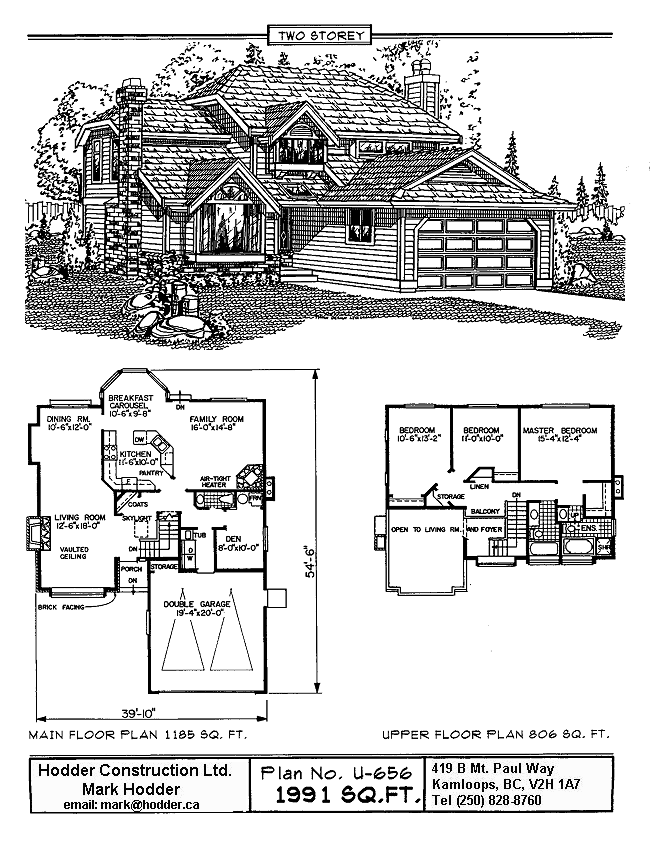 TWO STOREY
BREAKFAST
CAROUSEL
10'-6"x9'-8"
DN
DINING RM.
10'-6"x12'-0"
FAMILY ROOM
16'-0"x14'-8"
DW
KITCHEN
11'-6"x10'-0"
PANTRY
F
AIR-TIGHT
HEATER
COATS
FRN
LIVING ROOM
12'-6"x18'-0"
SKYLIGHT
TUB
DEN
8'-0"x10'-0"
VAULTED
CEILING
DN
D
W
PORCH
DN
STORAGE
BRICK FACING
DOUBLE GARAGE
19'-4"x20'-0"
54'-6"
39'-10"
MAIN FLOOR PLAN 1185 SQ. FT.
BEDROOM
10'-6"x13'-2"
BEDROOM
11'-0"x10'-0"
MASTER BEDROOM
15'-4"x12'-4"
LINEN
STORAGE
DN
BALCONY
UP
OPEN TO LIVING RM. AND FOYER
ENS.
SHR
UPPER FLOOR PLAN 806 SQ. FT.
Hodder Construction Ltd.
Mark Hodder
email: mark@hodder.ca
Plan No. U-656
1991 SQ.FT.
419 B Mt. Paul Way
Kamloops, BC, V2H 1A7
Tel (250) 828-8760